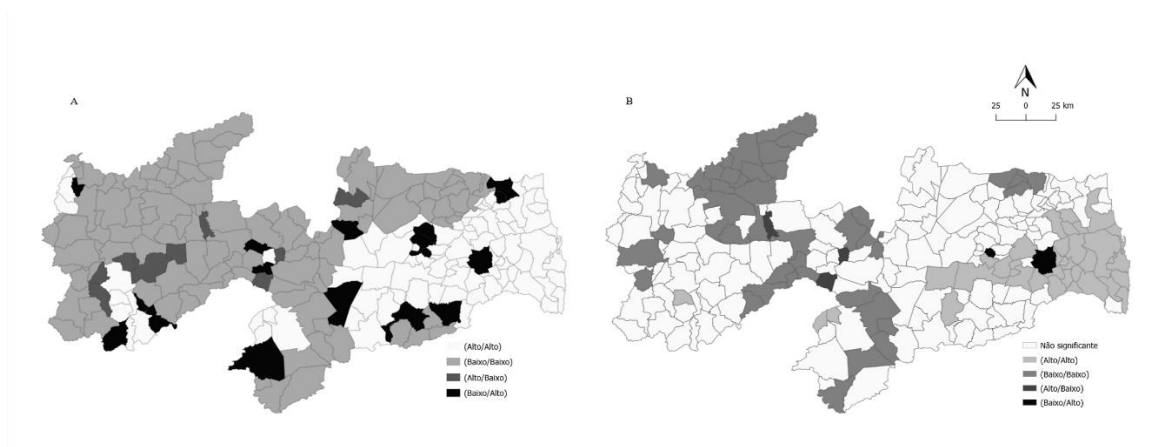 A
(Alto/Alto)
(Baixo/Baixo)
(Alto/Baixo)
(Baixo/Alto)
B
N
25 0 25 km
Não significante
(Alto/Alto)
(Baixo/Baixo)
(Alto/Baixo)
(Baixo/Alto)